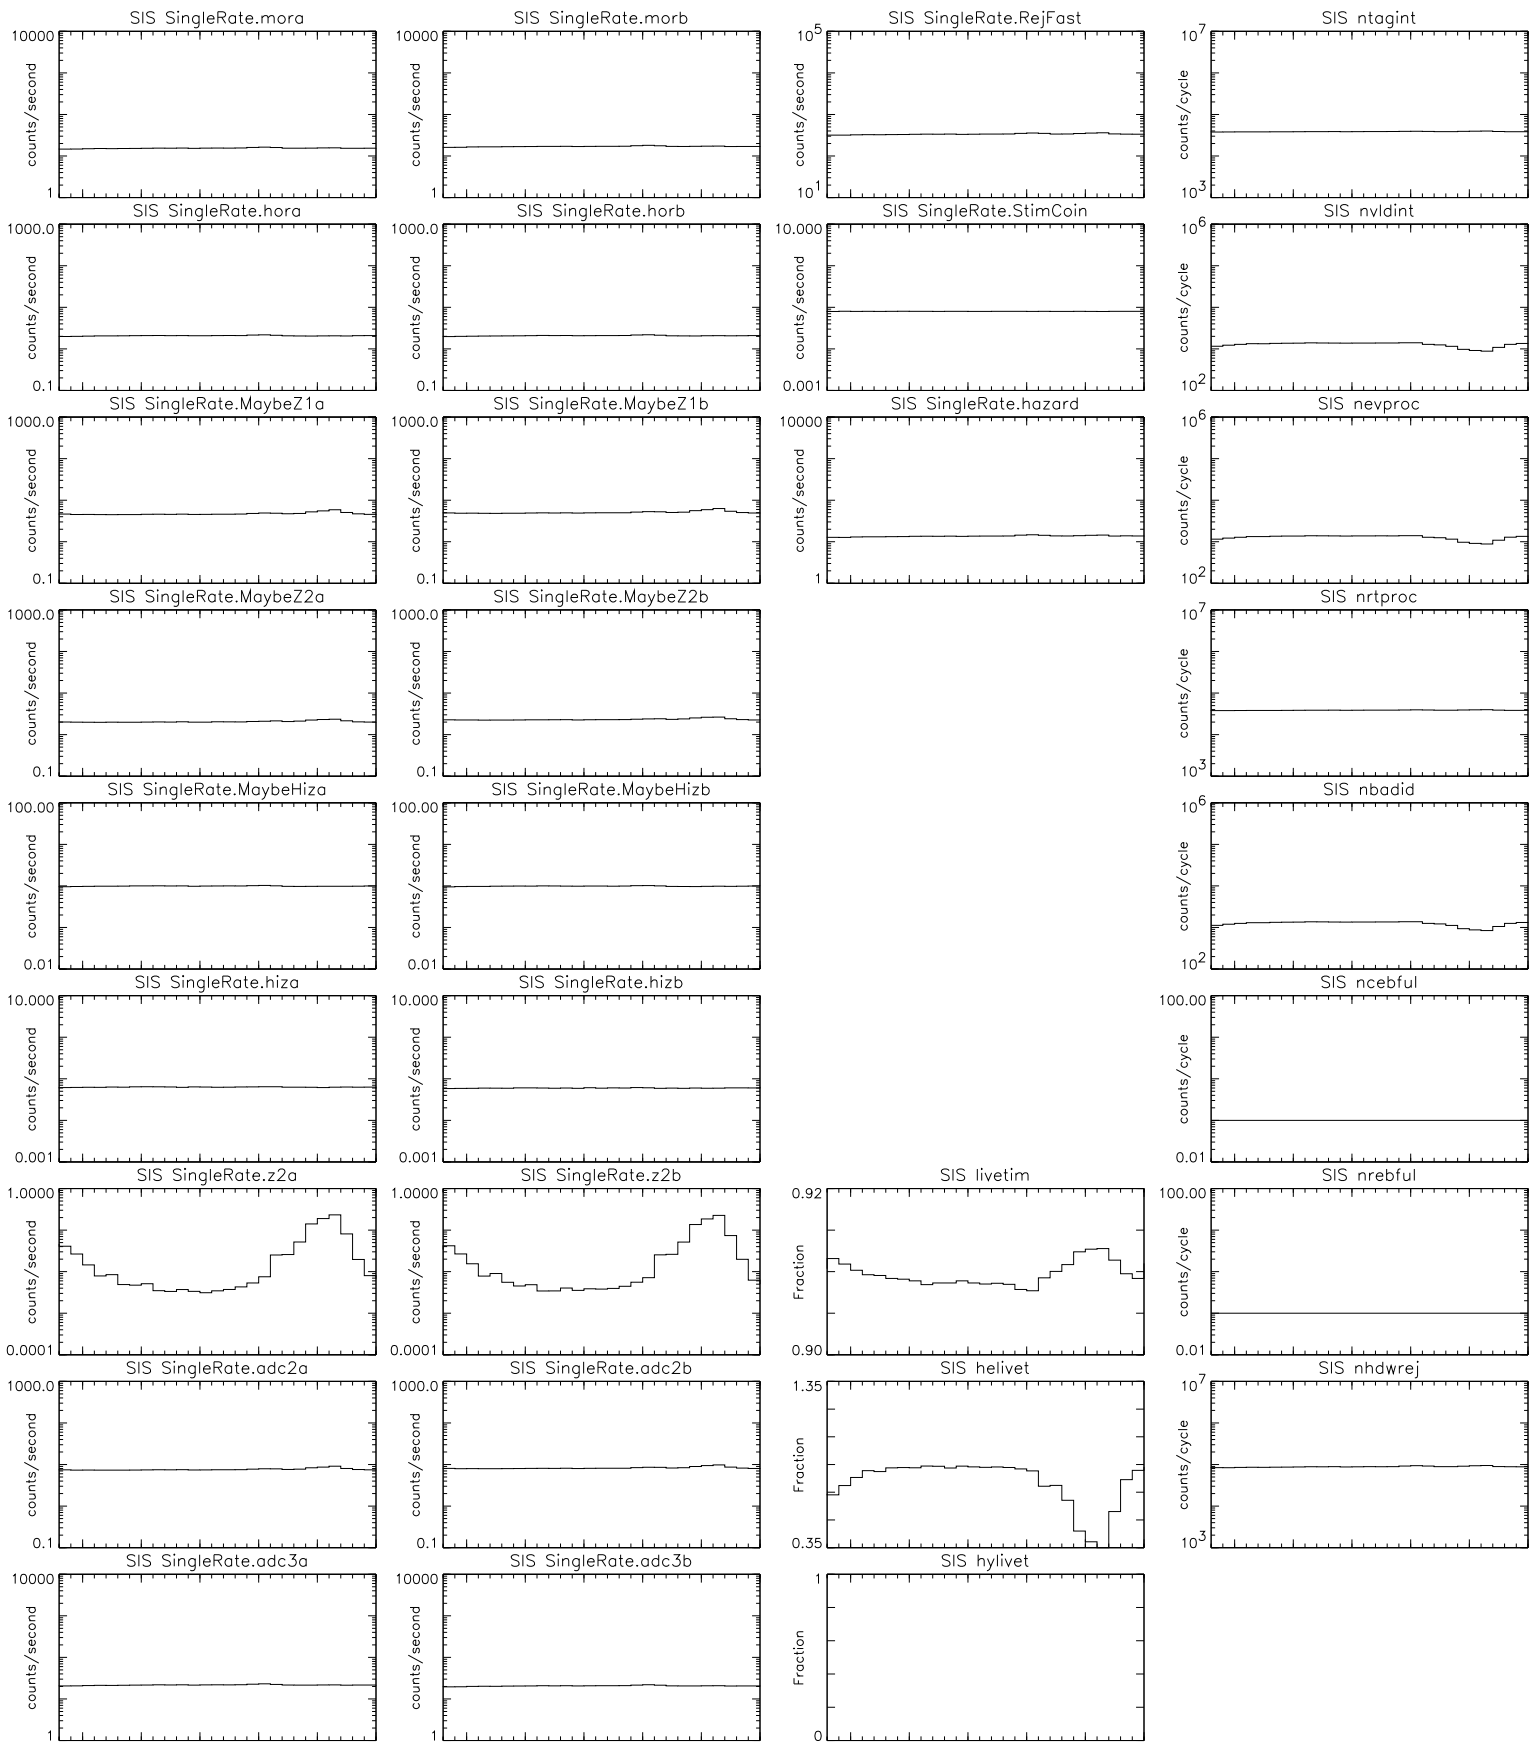 SIS SingleRate.mora
10000
counts/second
1
SIS SingleRate.morb
10000
counts/second
1
SIS SingleRate.RejFast
10^5
counts/second
10^1
SIS ntagint
10^7
counts/cycle
10^3
SIS SingleRate.hora
1000.0
counts/second
0.1
SIS SingleRate.horb
1000.0
counts/second
0.1
SIS SingleRate.StimCoin
10.000
counts/second
0.001
SIS nvldint
10^6
counts/cycle
10^2
SIS SingleRate.MaybeZ1a
1000.0
counts/second
0.1
SIS SingleRate.MaybeZ1b
1000.0
counts/second
0.1
SIS SingleRate.hazard
10000
counts/second
1
SIS nevproc
10^6
counts/cycle
10^2
SIS SingleRate.MaybeZ2a
1000.0
counts/second
0.1
SIS SingleRate.MaybeZ2b
1000.0
counts/second
0.1
SIS nrtproc
10^7
counts/cycle
10^3
SIS SingleRate.MaybeHiza
100.00
counts/second
0.01
SIS SingleRate.MaybeHizb
100.00
counts/second
0.01
SIS nbadid
10^6
counts/cycle
10^2
SIS SingleRate.hiza
10.000
counts/second
0.001
SIS SingleRate.hizb
10.000
counts/second
0.001
SIS ncebful
100.00
counts/cycle
0.01
SIS SingleRate.z2a
1.0000
counts/second
0.0001
SIS SingleRate.z2b
1.0000
counts/second
0.0001
SIS livetim
0.92
Fraction
0.90
SIS nrebful
100.00
counts/cycle
0.01
SIS SingleRate.adc2a
1000.0
counts/second
0.1
SIS SingleRate.adc2b
1000.0
counts/second
0.1
SIS helivet
1.35
Fraction
0.35
SIS nhdwrej
10^7
counts/cycle
10^3
SIS SingleRate.adc3a
10000
counts/second
1
SIS SingleRate.adc3b
10000
counts/second
1
SIS hylivet
1
Fraction
0